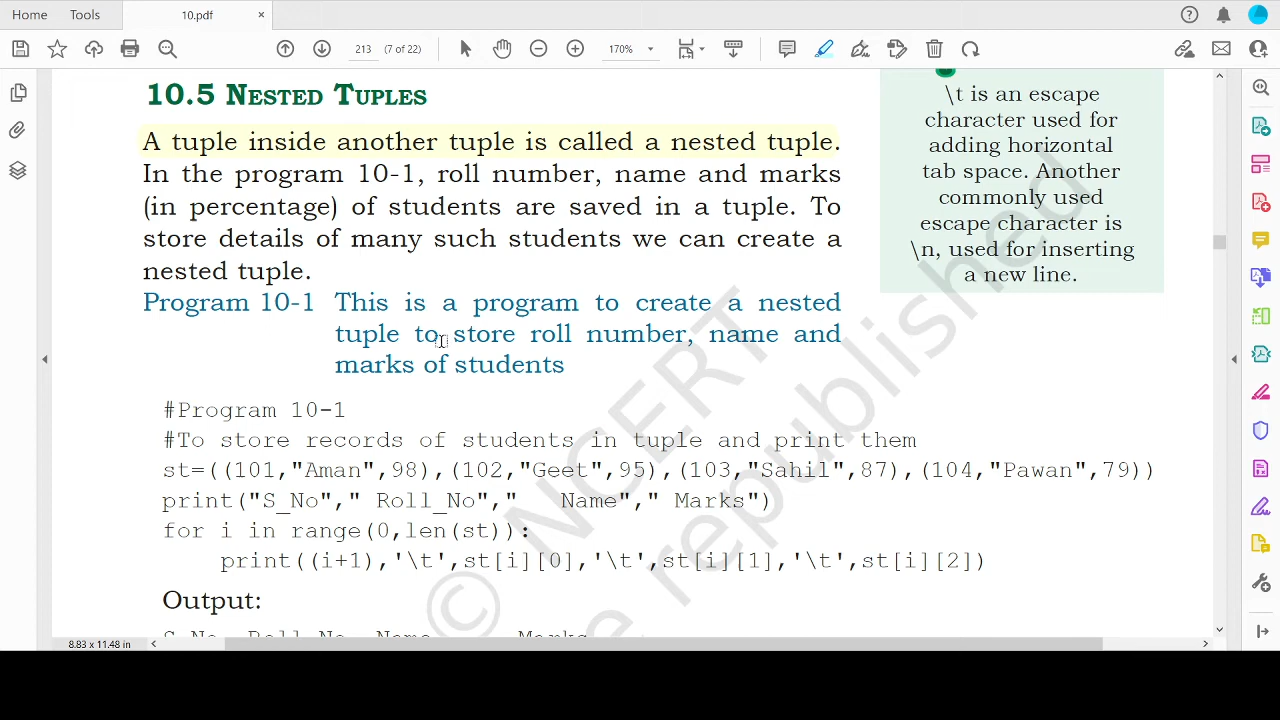 Home Tools 10.pdf ×
213 (7 of 22) 170%
10.5 NESTED TUPLES
A tuple inside another tuple is called a nested tuple.
In the program 10-1, roll number, name and marks
(in percentage) of students are saved in a tuple. To
store details of many such students we can create a
nested tuple.
Program 10-1 This is a program to create a nested
tuple to store roll number, name and
marks of students
#Program 10-1
#To store records of students in tuple and print them
st=((101,"Aman",98),(102,"Geet",95),(103,"Sahil",87),(104,"Pawan",79))
print("S_No"," Roll_No","   Name"," Marks")
for i in range(0,len(st)):
    print((i+1),'\t',st[i][0],'\t',st[i][1],'\t',st[i][2])
Output:
S_No Roll_No Name Marks
\t is an escape
character used for
adding horizontal
tab space. Another
commonly used
escape character is
\n, used for inserting
a new line.
© NCERT
be republished
8.83 x 11.48 in